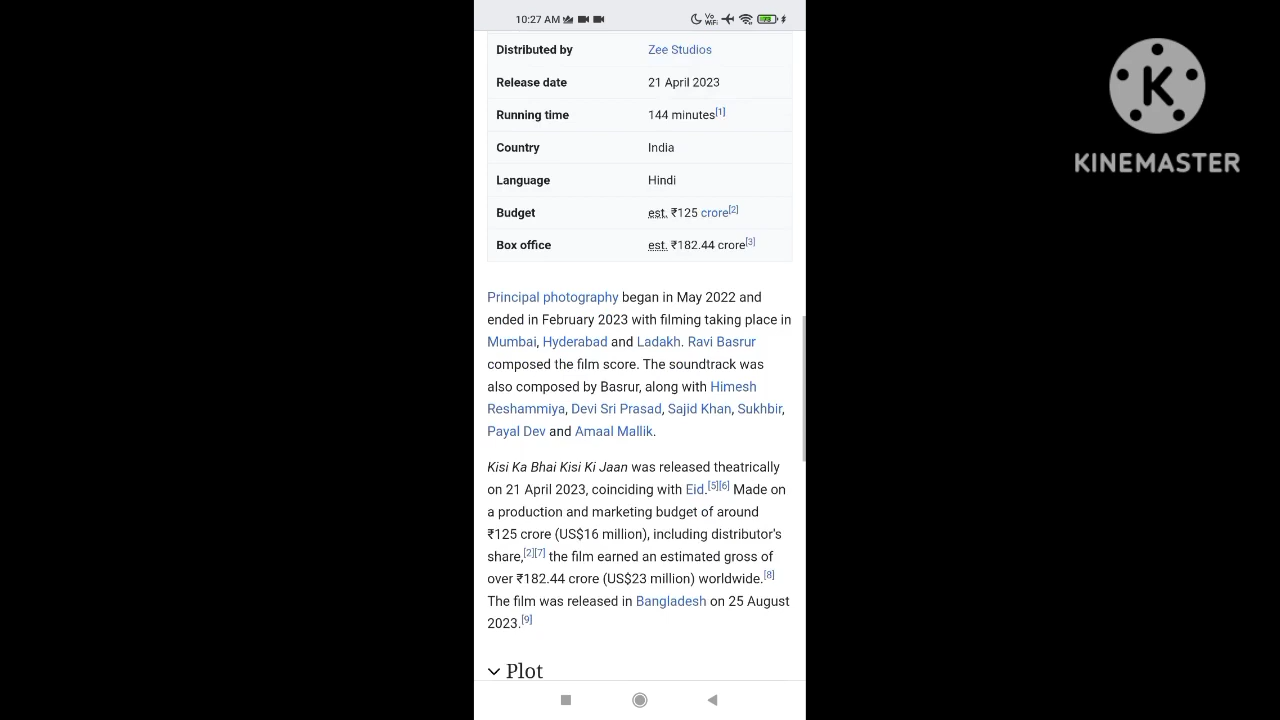 10:27 AM
Vo
WiFi
73
K
KINEMASTER
Distributed by Zee Studios
Release date 21 April 2023
Running time 144 minutes[1]
Country India
Language Hindi
Budget est. ₹125 crore[2]
Box office est. ₹182.44 crore[3]
Principal photography began in May 2022 and
ended in February 2023 with filming taking place in
Mumbai, Hyderabad and Ladakh. Ravi Basrur
composed the film score. The soundtrack was
also composed by Basrur, along with Himesh
Reshammiya, Devi Sri Prasad, Sajid Khan, Sukhbir,
Payal Dev and Amaal Mallik.
Kisi Ka Bhai Kisi Ki Jaan was released theatrically
on 21 April 2023, coinciding with Eid.[5][6] Made on
a production and marketing budget of around
₹125 crore (US$16 million), including distributor's
share,[2][7] the film earned an estimated gross of
over ₹182.44 crore (US$23 million) worldwide.[8]
The film was released in Bangladesh on 25 August
2023.[9]
Plot